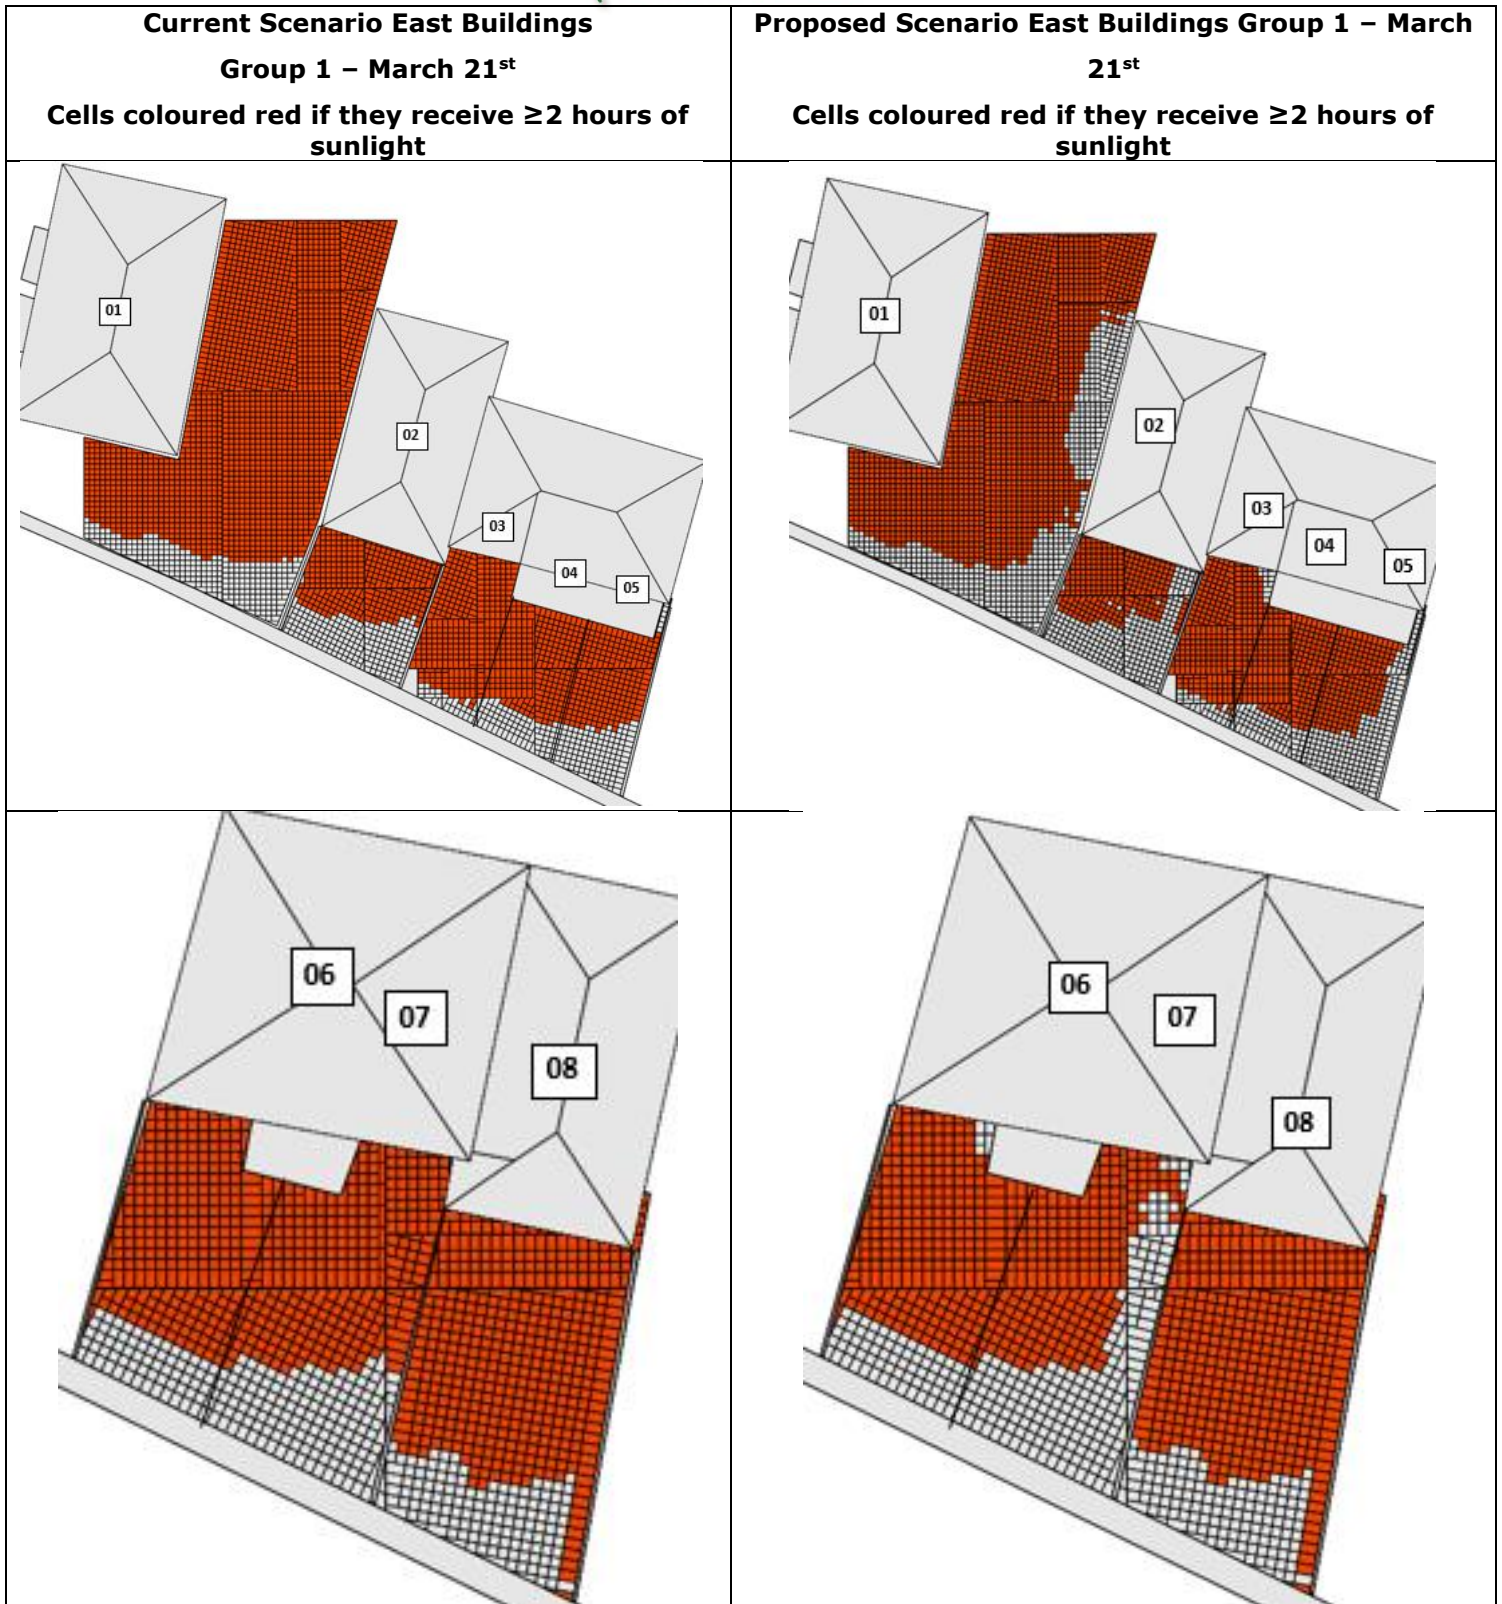 Current Scenario East Buildings
Group 1 – March 21st
Cells coloured red if they receive ≥2 hours of
sunlight
Proposed Scenario East Buildings Group 1 – March
21st
Cells coloured red if they receive ≥2 hours of
sunlight
01
02
03
04
05
01
02
03
04
05
06
07
08
06
07
08